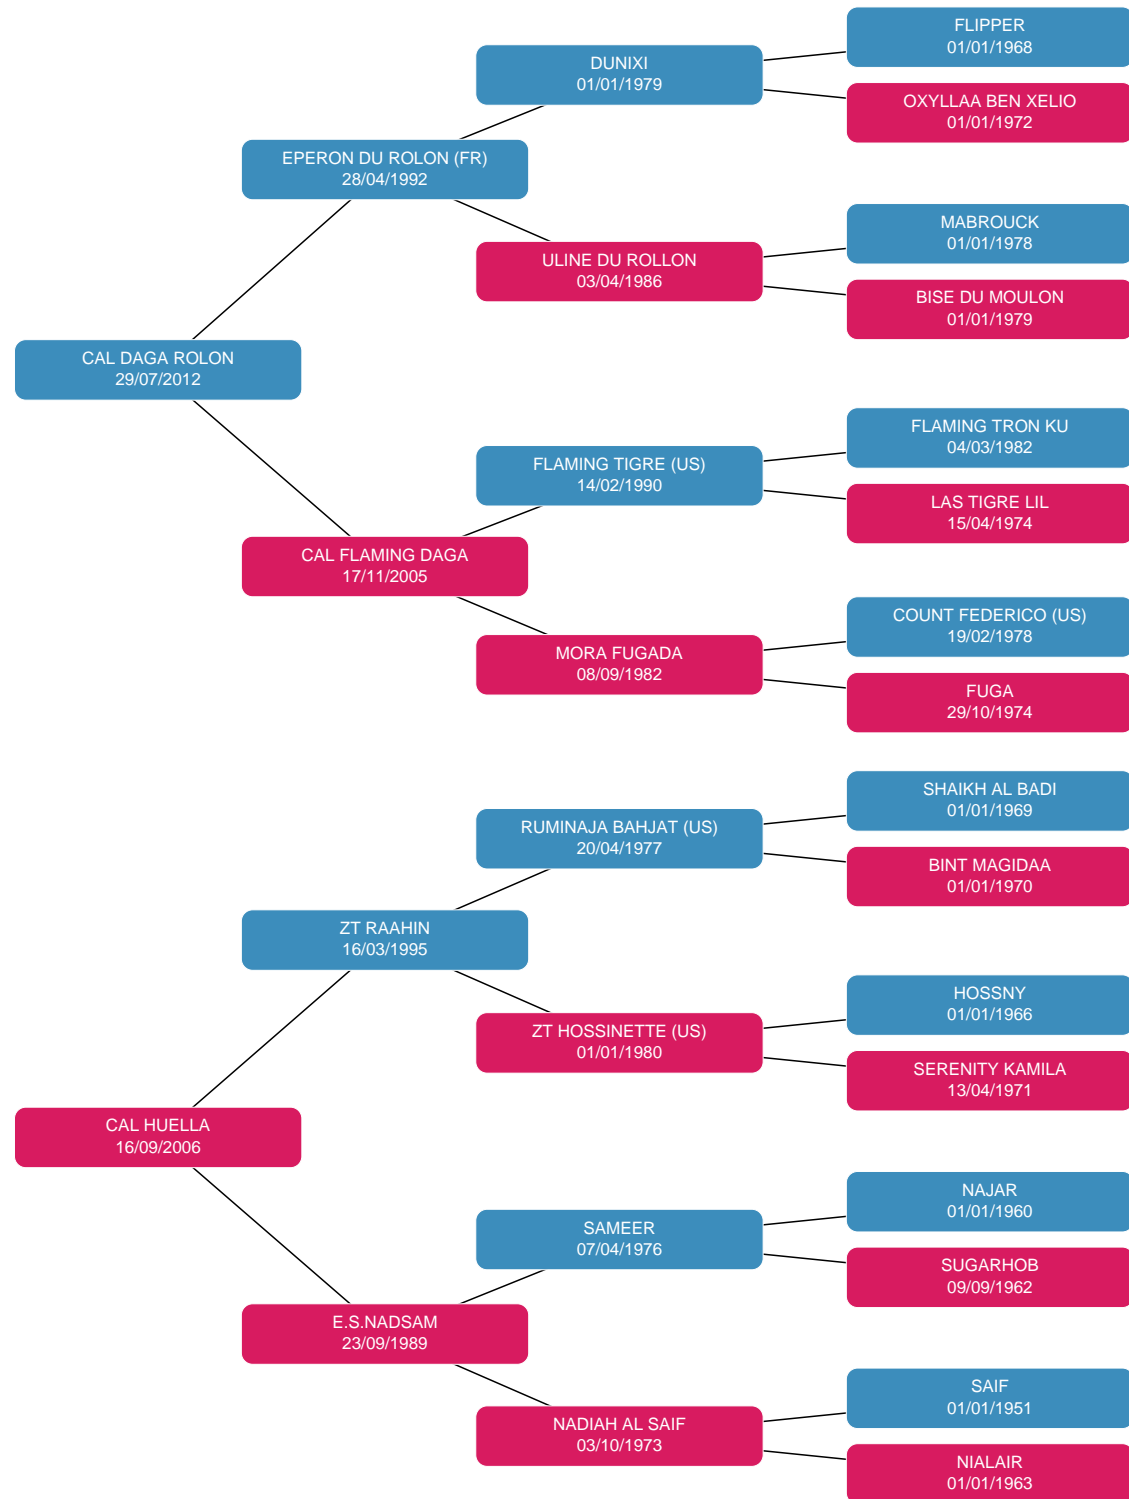 FLIPPER
01/01/1968
DUNIXI
01/01/1979
OXYLLAA BEN XELIO
01/01/1972
EPERON DU ROLON (FR)
28/04/1992
MABROUCK
01/01/1978
ULINE DU ROLLON
03/04/1986
BISE DU MOULON
01/01/1979
CAL DAGA ROLON
29/07/2012
FLAMING TRON KU
04/03/1982
FLAMING TIGRE (US)
14/02/1990
LAS TIGRE LIL
15/04/1974
CAL FLAMING DAGA
17/11/2005
COUNT FEDERICO (US)
19/02/1978
MORA FUGADA
08/09/1982
FUGA
29/10/1974
SHAIKH AL BADI
01/01/1969
RUMINAJA BAHJAT (US)
20/04/1977
BINT MAGIDAA
01/01/1970
ZT RAAHIN
16/03/1995
HOSSNY
01/01/1966
ZT HOSSINETTE (US)
01/01/1980
SERENITY KAMILA
13/04/1971
CAL HUELLA
16/09/2006
NAJAR
01/01/1960
SAMEER
07/04/1976
SUGARHOB
09/09/1962
E.S.NADSAM
23/09/1989
SAIF
01/01/1951
NADIAH AL SAIF
03/10/1973
NIALAIR
01/01/1963